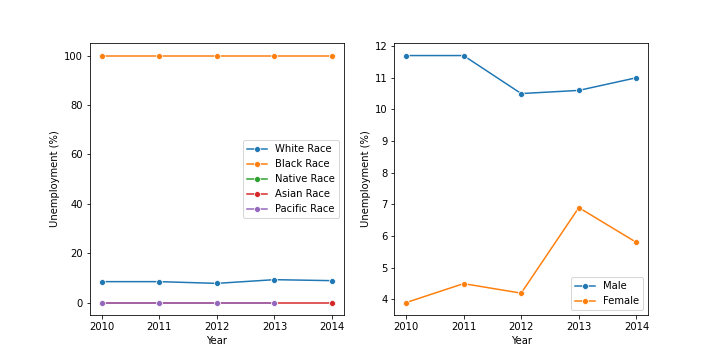 100
80
60
40
20
0
Unemployment (%)
2010 2011 2012 2013 2014
Year
White Race
Black Race
Native Race
Asian Race
Pacific Race
12
11
10
9
8
7
6
5
4
Unemployment (%)
2010 2011 2012 2013 2014
Year
Male
Female